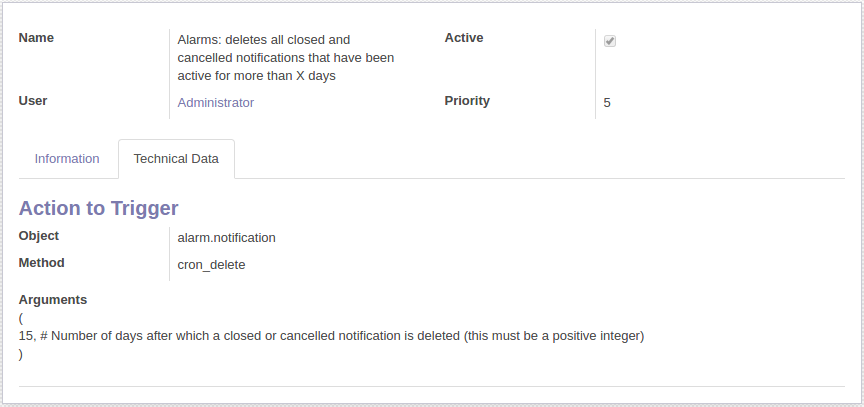 Name
Alarms: deletes all closed and
cancelled notifications that have been
active for more than X days
Active
User
Administrator
Priority
5
Information
Technical Data
Action to Trigger
Object
alarm.notification
Method
cron_delete
Arguments
(
15, # Number of days after which a closed or cancelled notification is deleted (this must be a positive integer)
)